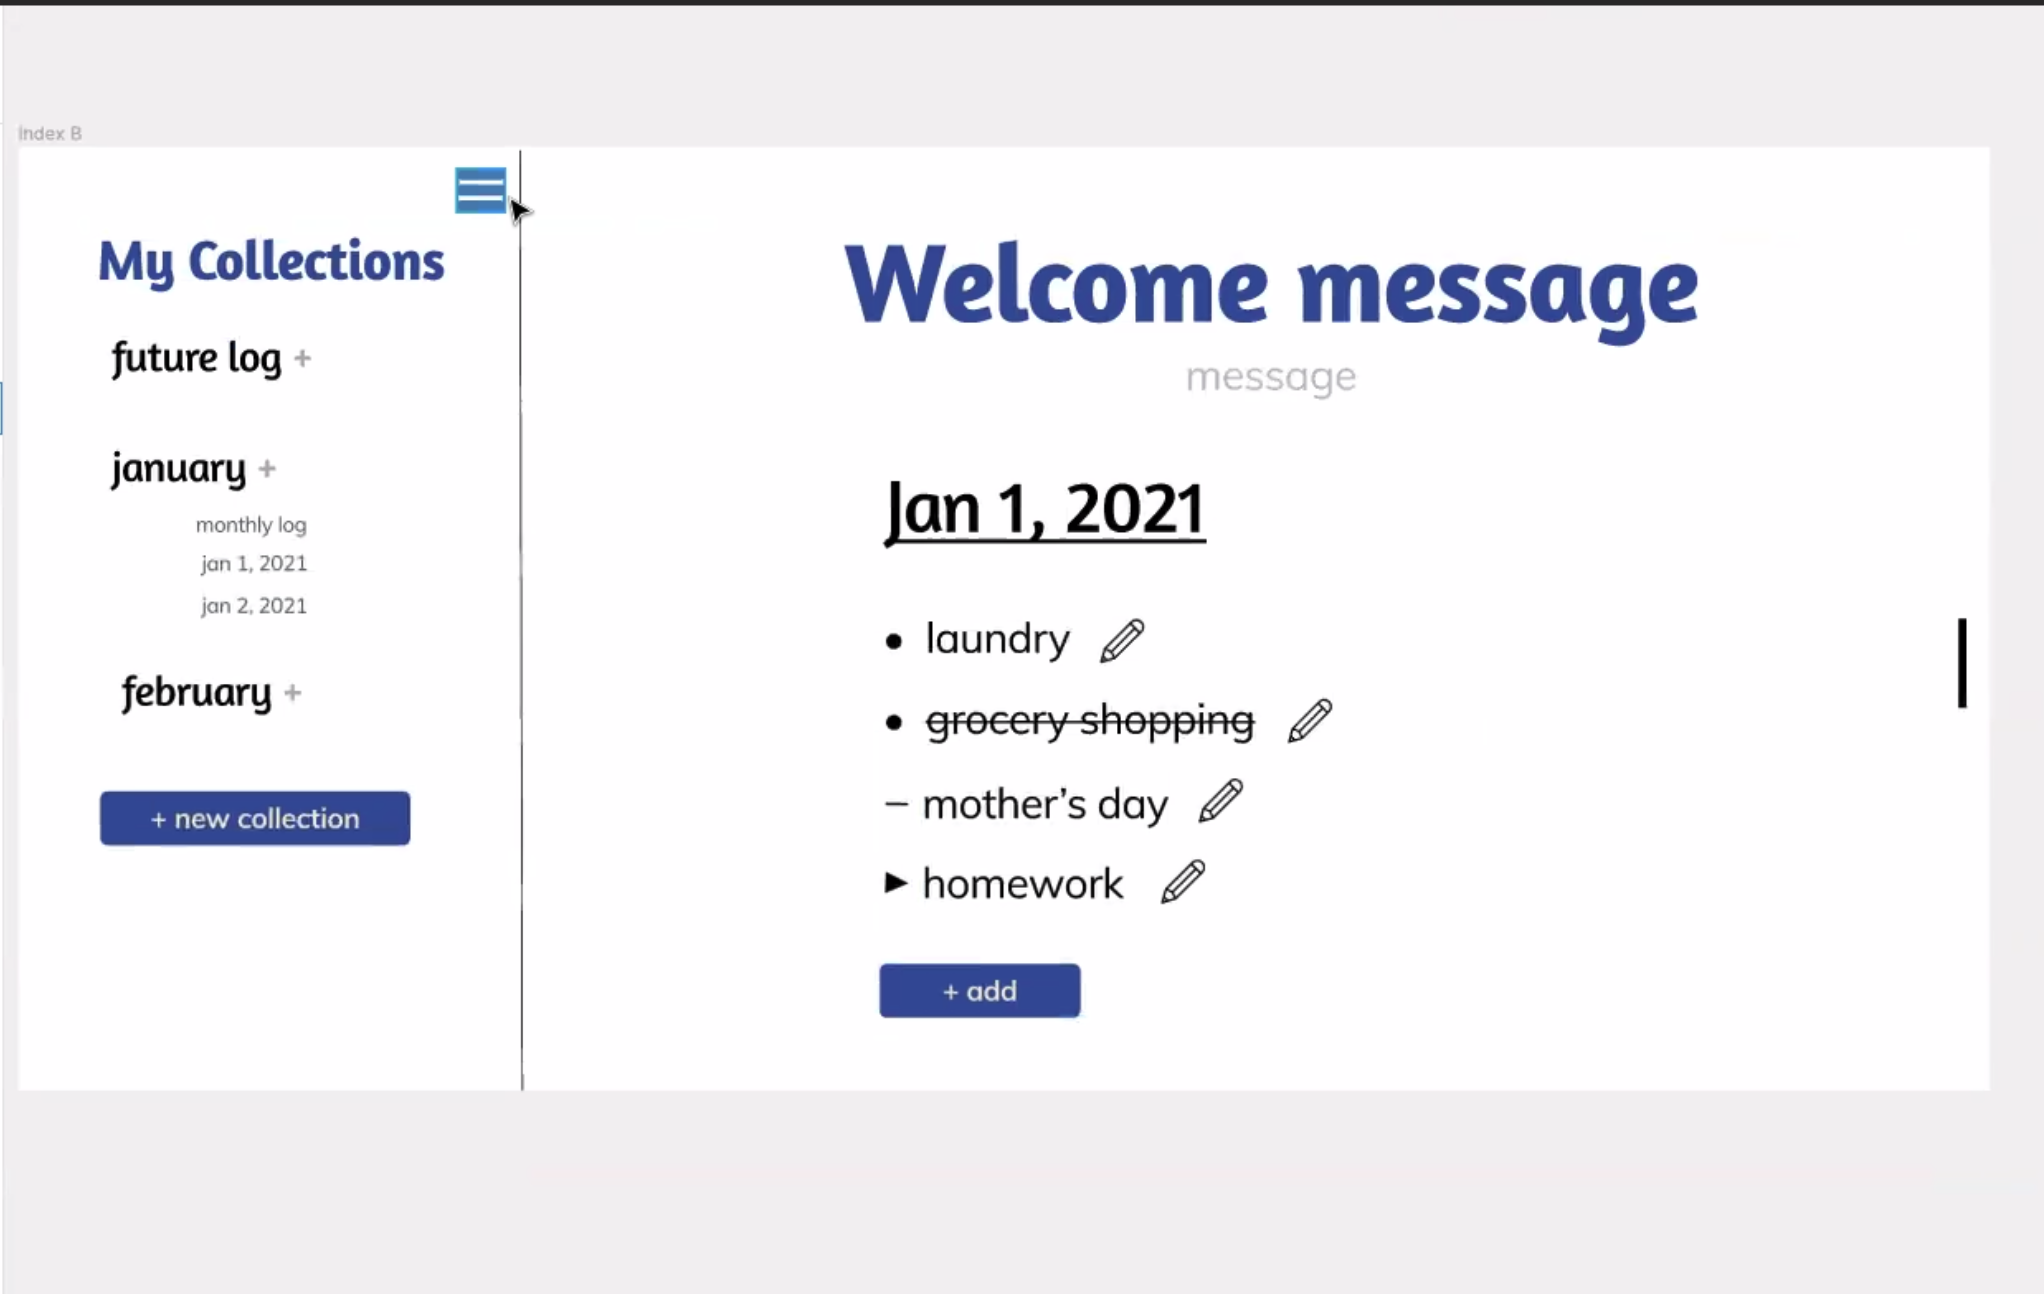 Index B
My Collections
future log +
january +
monthly log
jan 1, 2021
jan 2, 2021
february +
+ new collection
Welcome message
message
Jan 1, 2021
• laundry
• grocery shopping
– mother's day
► homework
+ add